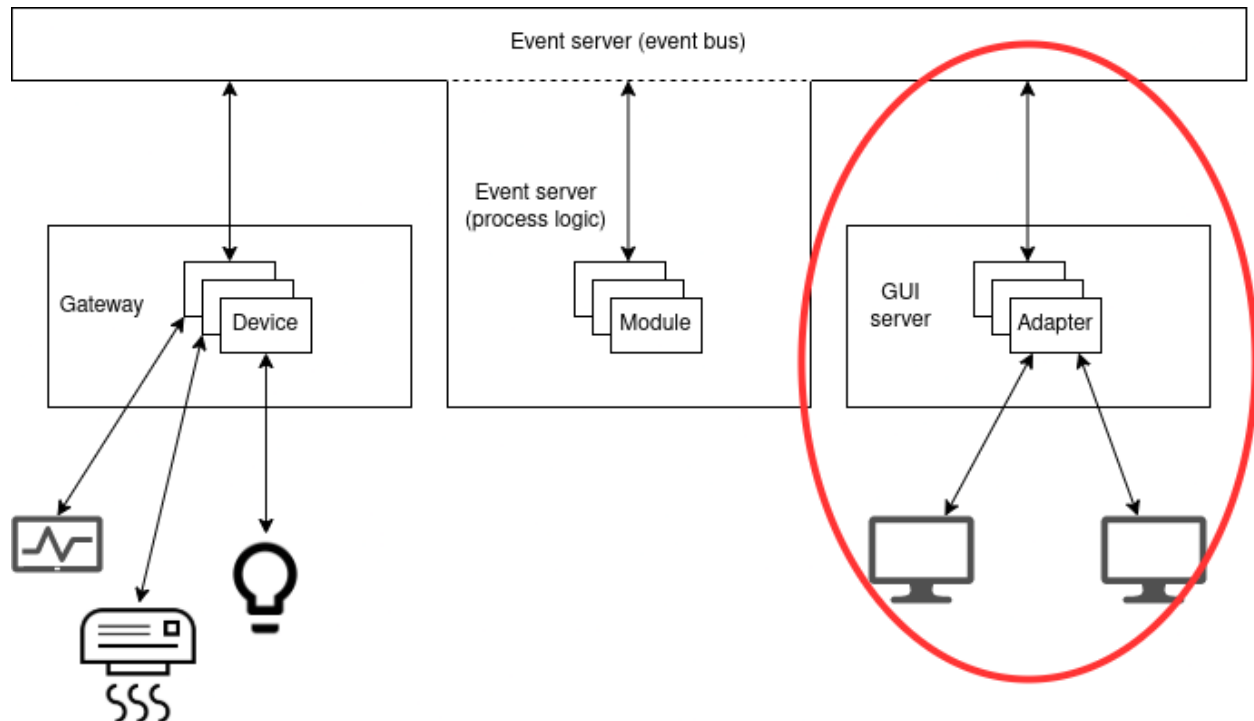 Event server (event bus)
Event server
(process logic)
Gateway
Device
Module
GUI
server
Adapter